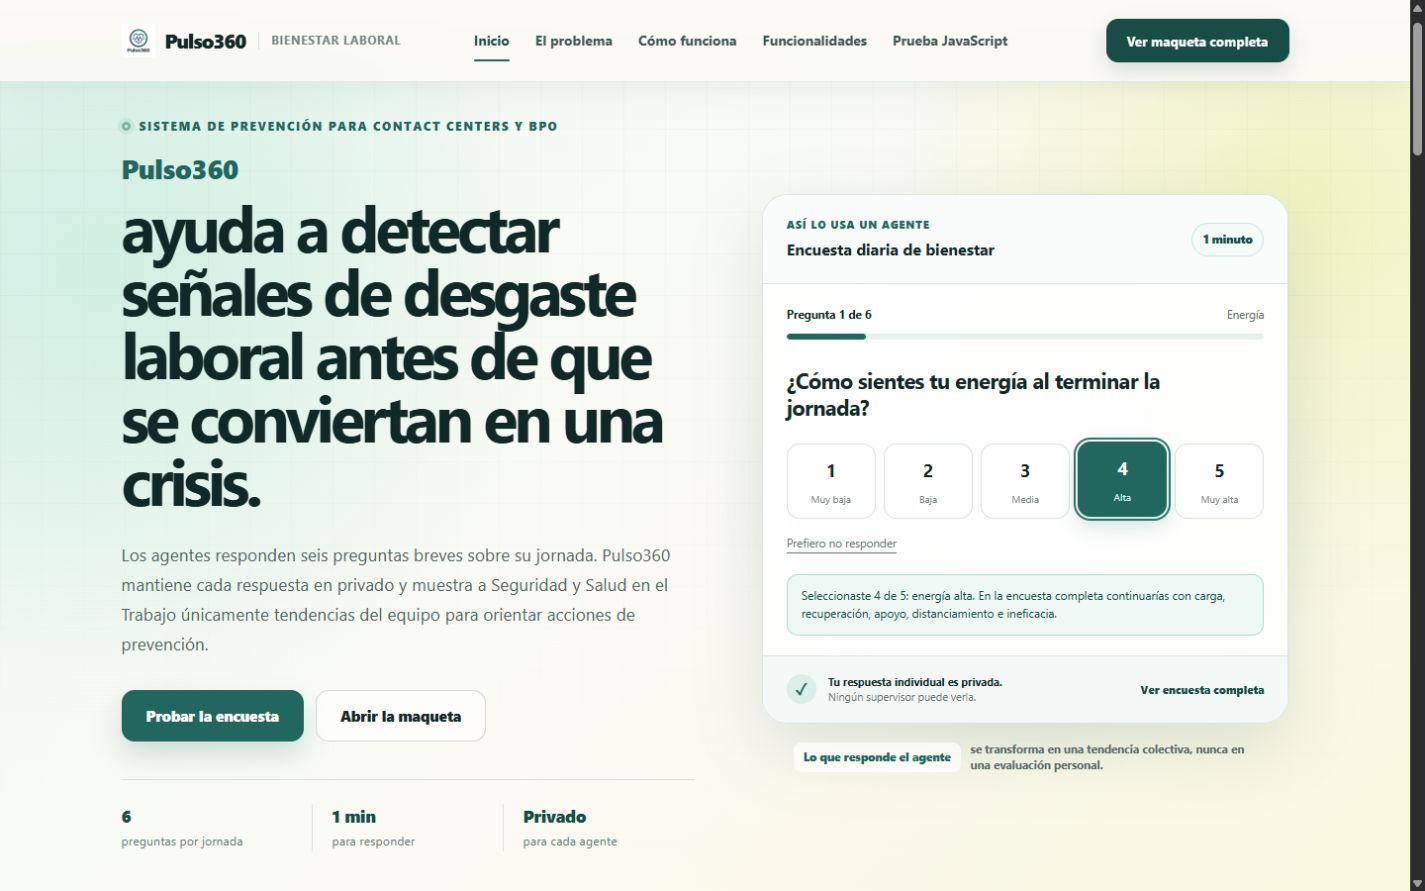 Pulso360
BIENESTAR LABORAL
Inicio
El problema
Cómo funciona
Funcionalidades
Prueba JavaScript
Ver maqueta completa
SISTEMA DE PREVENCIÓN PARA CONTACT CENTERS Y BPO
Pulso360
ayuda a detectar
señales de desgaste
laboral antes de que
se conviertan en una
crisis.
Los agentes responden seis preguntas breves sobre su jornada. Pulso360
mantiene cada respuesta en privado y muestra a Seguridad y Salud en el
Trabajo únicamente tendencias del equipo para orientar acciones de
prevención.
Probar la encuesta
Abrir la maqueta
6
preguntas por jornada
1 min
para responder
Privado
para cada agente
ASÍ LO USA UN AGENTE
Encuesta diaria de bienestar
1 minuto
Pregunta 1 de 6
Energía
¿Cómo sientes tu energía al terminar la
jornada?
1
Muy baja
2
Baja
3
Media
4
Alta
5
Muy alta
Prefiero no responder
Seleccionaste 4 de 5: energía alta. En la encuesta completa continuarías con carga,
recuperación, apoyo, distanciamiento e ineficacia.
Tu respuesta individual es privada.
Ningún supervisor puede verla.
Ver encuesta completa
Lo que responde el agente
se transforma en una tendencia colectiva, nunca en
una evaluación personal.